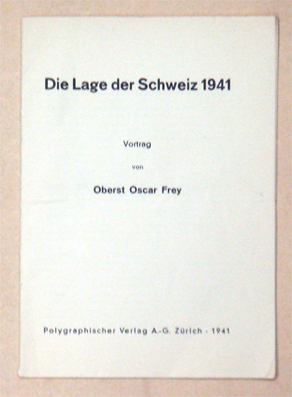 Die Lage der Schweiz 1941
Vortrag
von
Oberst Oscar Frey
Polygraphischer Verlag A.-G. Zürich · 1941